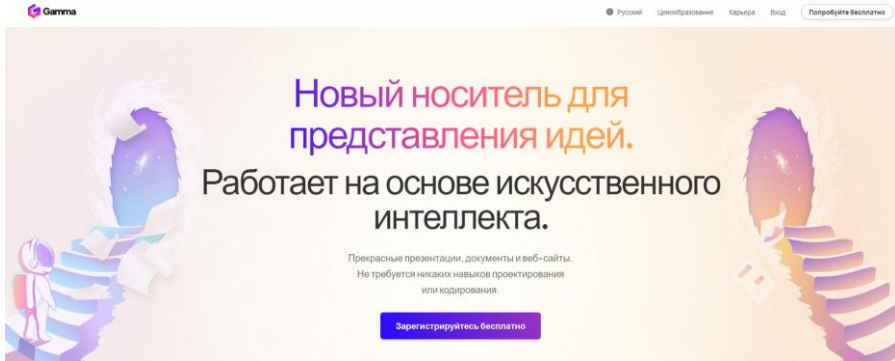 Gamma
Русский Ценообразование Карьера Вход Попробуйте бесплатно
Новый носитель для
представления идей.
Работает на основе искусственного
интеллекта.
Прекрасные презентации, документы и веб-сайты.
Не требуется никаких навыков проектирования
или кодирования.
Зарегистрируйтесь бесплатно